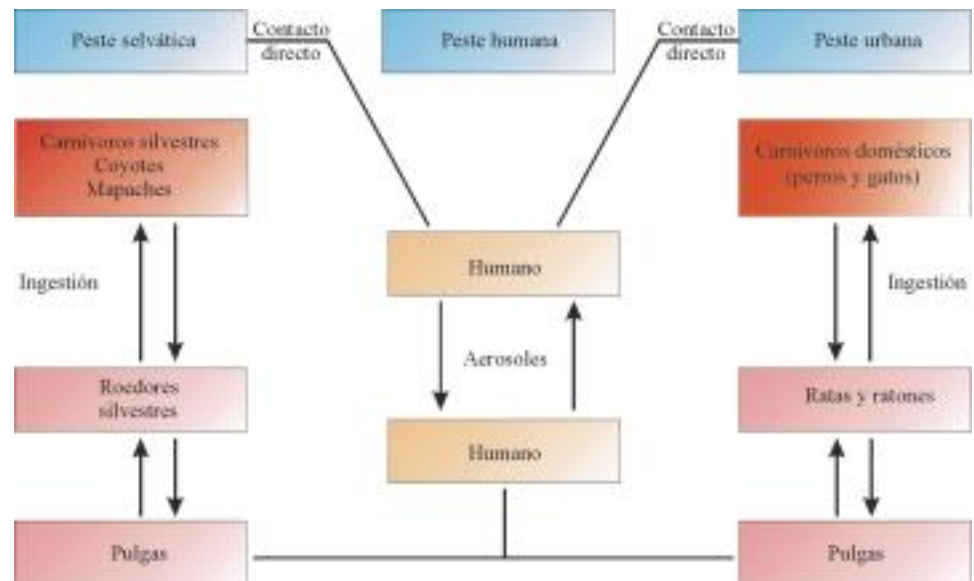 Peste selvática
Contacto
directo
Peste humana
Contacto
directo
Peste urbana
Carnívoros silvestres
Coyotes
Mapaches
Carnívoros domésticos
(perros y gatos)
Ingestión
Humano
Ingestión
Aerosoles
Roedores
silvestres
Ratas y ratones
Humano
Pulgas
Pulgas